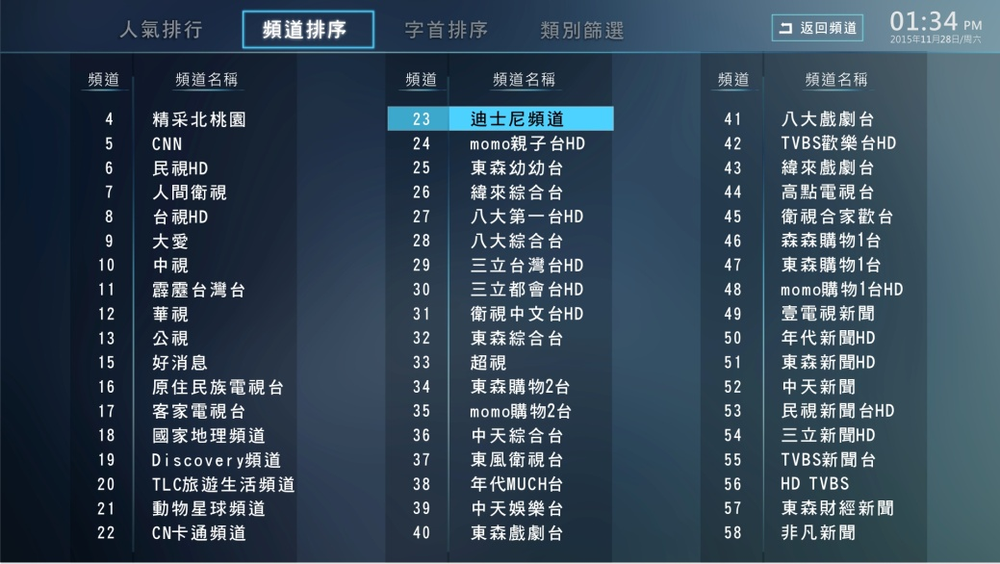 人氣排行 頻道排序 字首排序 類別篩選 返回頻道 01:34 PM
2015年11月28日/周六
頻道 頻道名稱
4 精采北桃園
5 CNN
6 民視HD
7 人間衛視
8 台視HD
9 大愛
10 中視
11 霹靂台灣台
12 華視
13 公視
15 好消息
16 原住民族電視台
17 客家電視台
18 國家地理頻道
19 Discovery頻道
20 TLC旅遊生活頻道
21 動物星球頻道
22 CN卡通頻道
頻道 頻道名稱
23 迪士尼頻道
24 momo親子台HD
25 東森幼幼台
26 緯來綜合台
27 八大第一台HD
28 八大綜合台
29 三立台灣台HD
30 三立都會台HD
31 衛視中文台HD
32 東森綜合台
33 超視
34 東森購物2台
35 momo購物2台
36 中天綜合台
37 東風衛視台
38 年代MUCH台
39 中天娛樂台
40 東森戲劇台
頻道 頻道名稱
41 八大戲劇台
42 TVBS歡樂台HD
43 緯來戲劇台
44 高點電視台
45 衛視合家歡台
46 森森購物1台
47 東森購物1台
48 momo購物1台HD
49 壹電視新聞
50 年代新聞HD
51 東森新聞HD
52 中天新聞
53 民視新聞台HD
54 三立新聞HD
55 TVBS新聞台
56 HD TVBS
57 東森財經新聞
58 非凡新聞